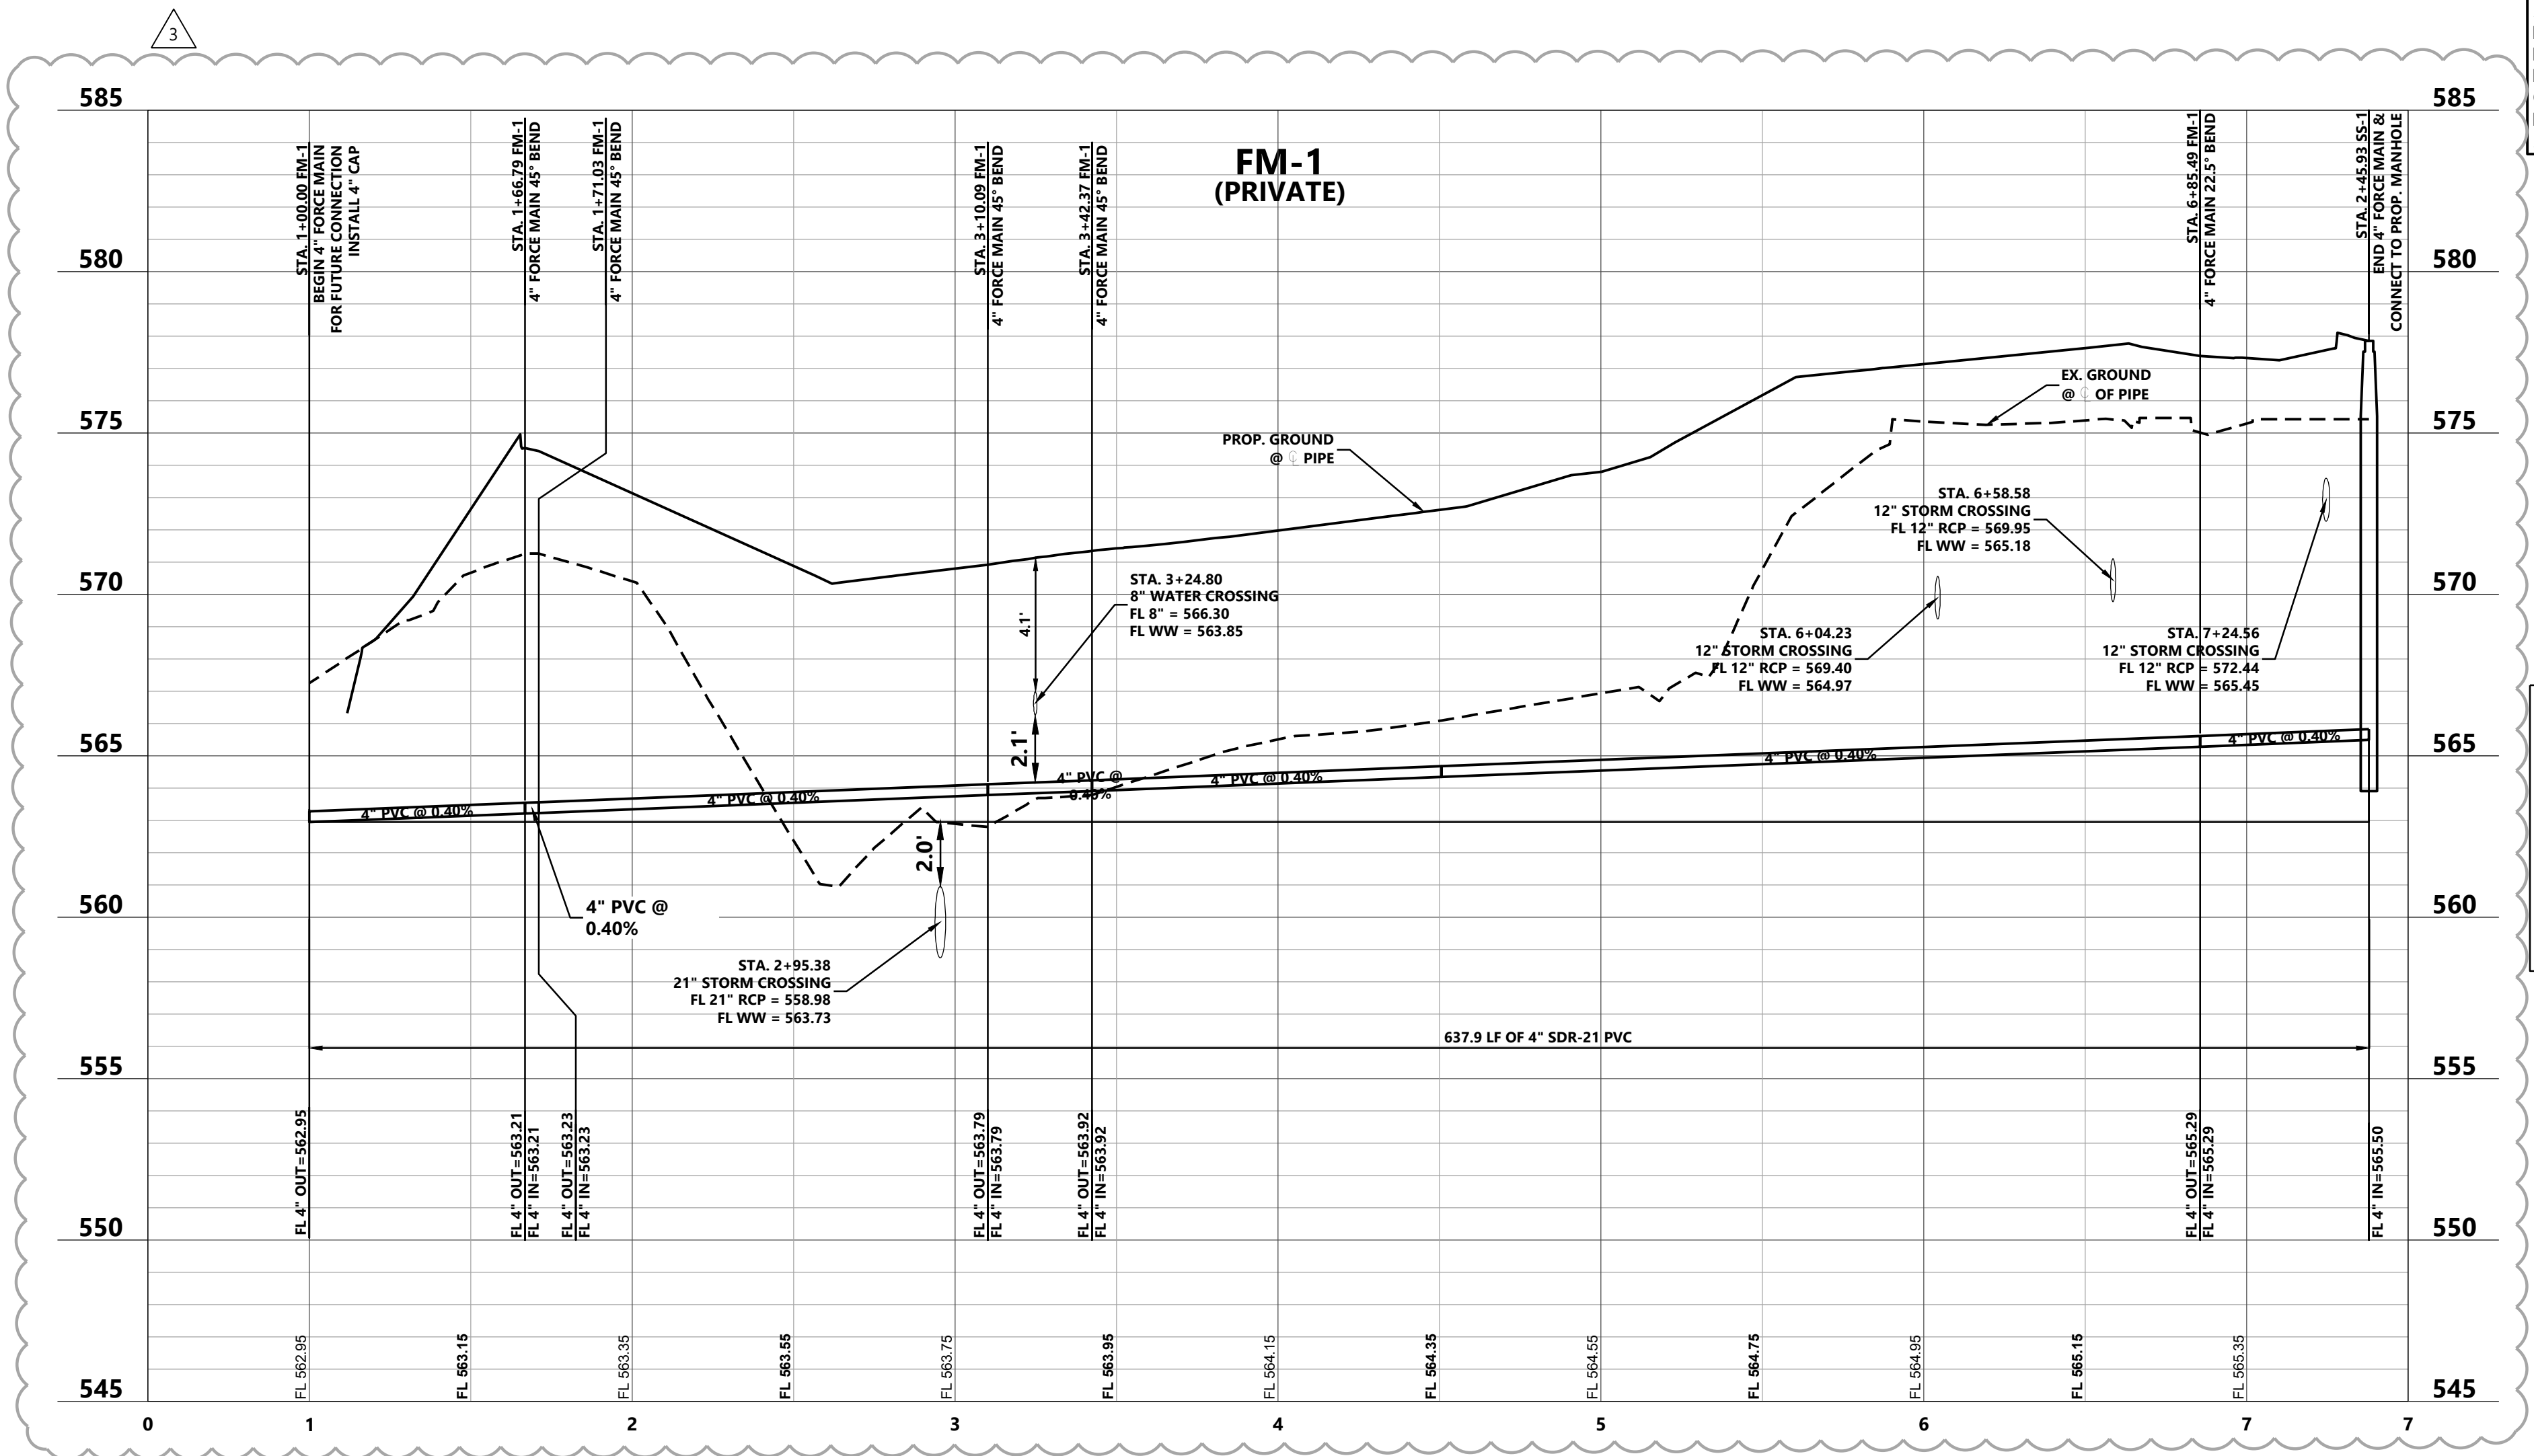 3
585
585
580
580
575
575
570
570
565
565
560
560
555
555
550
550
545
545
STA. 1+00.00 FM-1
BEGIN 4" FORCE MAIN
FOR FUTURE CONNECTION
INSTALL 4" CAP
STA. 1+66.79 FM-1
4" FORCE MAIN 45° BEND
STA. 1+71.03 FM-1
4" FORCE MAIN 45° BEND
STA. 3+10.09 FM-1
4" FORCE MAIN 45° BEND
STA. 3+42.37 FM-1
4" FORCE MAIN 45° BEND
FM-1
(PRIVATE)
STA. 6+85.49 FM-1
4" FORCE MAIN 22.5° BEND
STA. 2+45.93 SS-1
END 4" FORCE MAIN &
CONNECT TO PROP. MANHOLE
EX. GROUND
@ ℄ OF PIPE
PROP. GROUND
@ ℄ PIPE
STA. 6+58.58
12" STORM CROSSING
FL 12" RCP = 569.95
FL WW = 565.18
STA. 3+24.80
8" WATER CROSSING
FL 8" = 566.30
FL WW = 563.85
4.1'
2.1'
STA. 6+04.23
12" STORM CROSSING
FL 12" RCP = 569.40
FL WW = 564.97
STA. 7+24.56
12" STORM CROSSING
FL 12" RCP = 572.44
FL WW = 565.45
4" PVC @ 0.40%
4" PVC @ 0.40%
4" PVC @
0.40%
4" PVC @ 0.40%
4" PVC @ 0.40%
4" PVC @ 0.40%
2.0'
4" PVC @
0.40%
STA. 2+95.38
21" STORM CROSSING
FL 21" RCP = 558.98
FL WW = 563.73
637.9 LF OF 4" SDR-21 PVC
FL 4" OUT=562.95
FL 4" OUT=563.21
FL 4" IN=563.21
FL 4" OUT=563.23
FL 4" IN=563.23
FL 4" OUT=563.79
FL 4" IN=563.79
FL 4" OUT=563.92
FL 4" IN=563.92
FL 4" OUT=565.29
FL 4" IN=565.29
FL 4" IN=565.50
FL 562.95
FL 563.15
FL 563.35
FL 563.55
FL 563.75
FL 563.95
FL 564.15
FL 564.35
FL 564.55
FL 564.75
FL 564.95
FL 565.15
FL 565.35
0 1 2 3 4 5 6 7 7